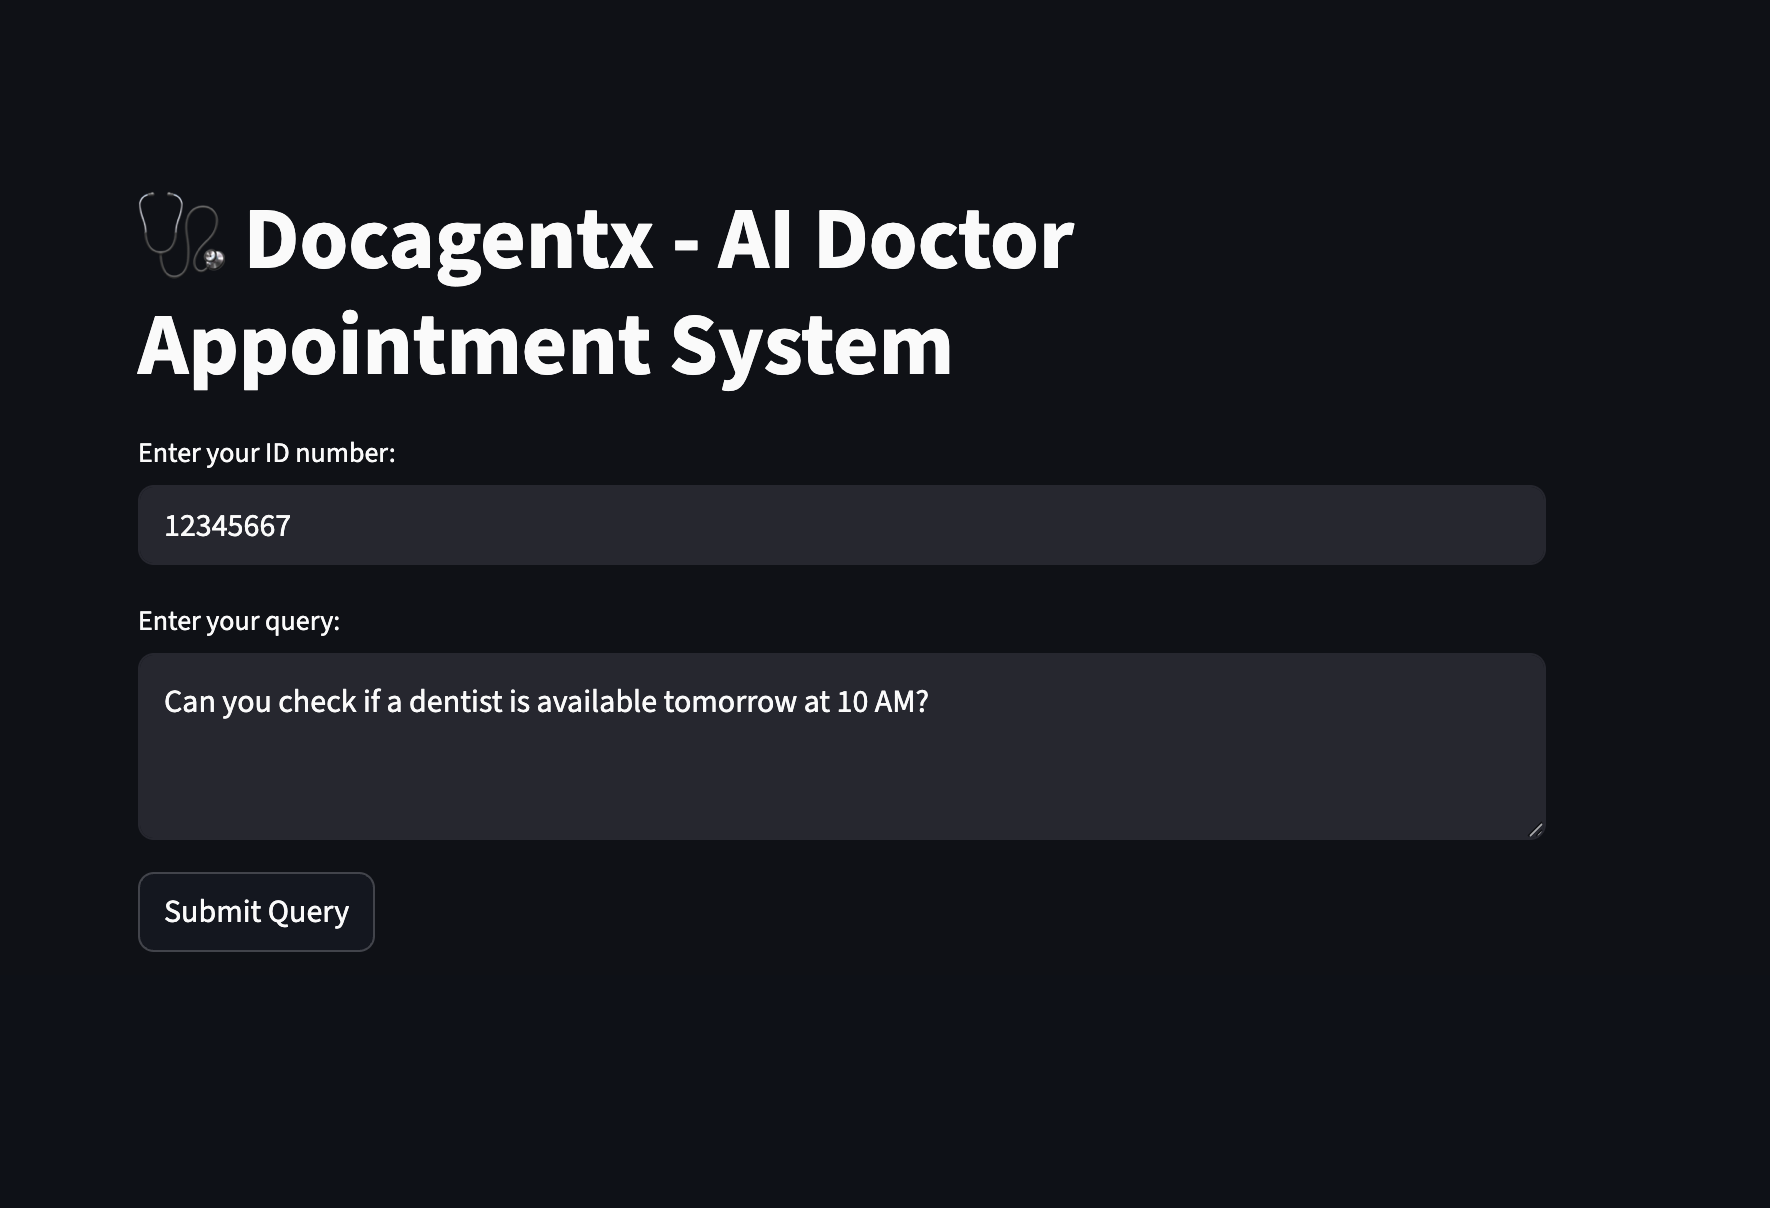 🩺 Docagentx - AI Doctor
Appointment System
Enter your ID number:
12345667
Enter your query:
Can you check if a dentist is available tomorrow at 10 AM?
Submit Query